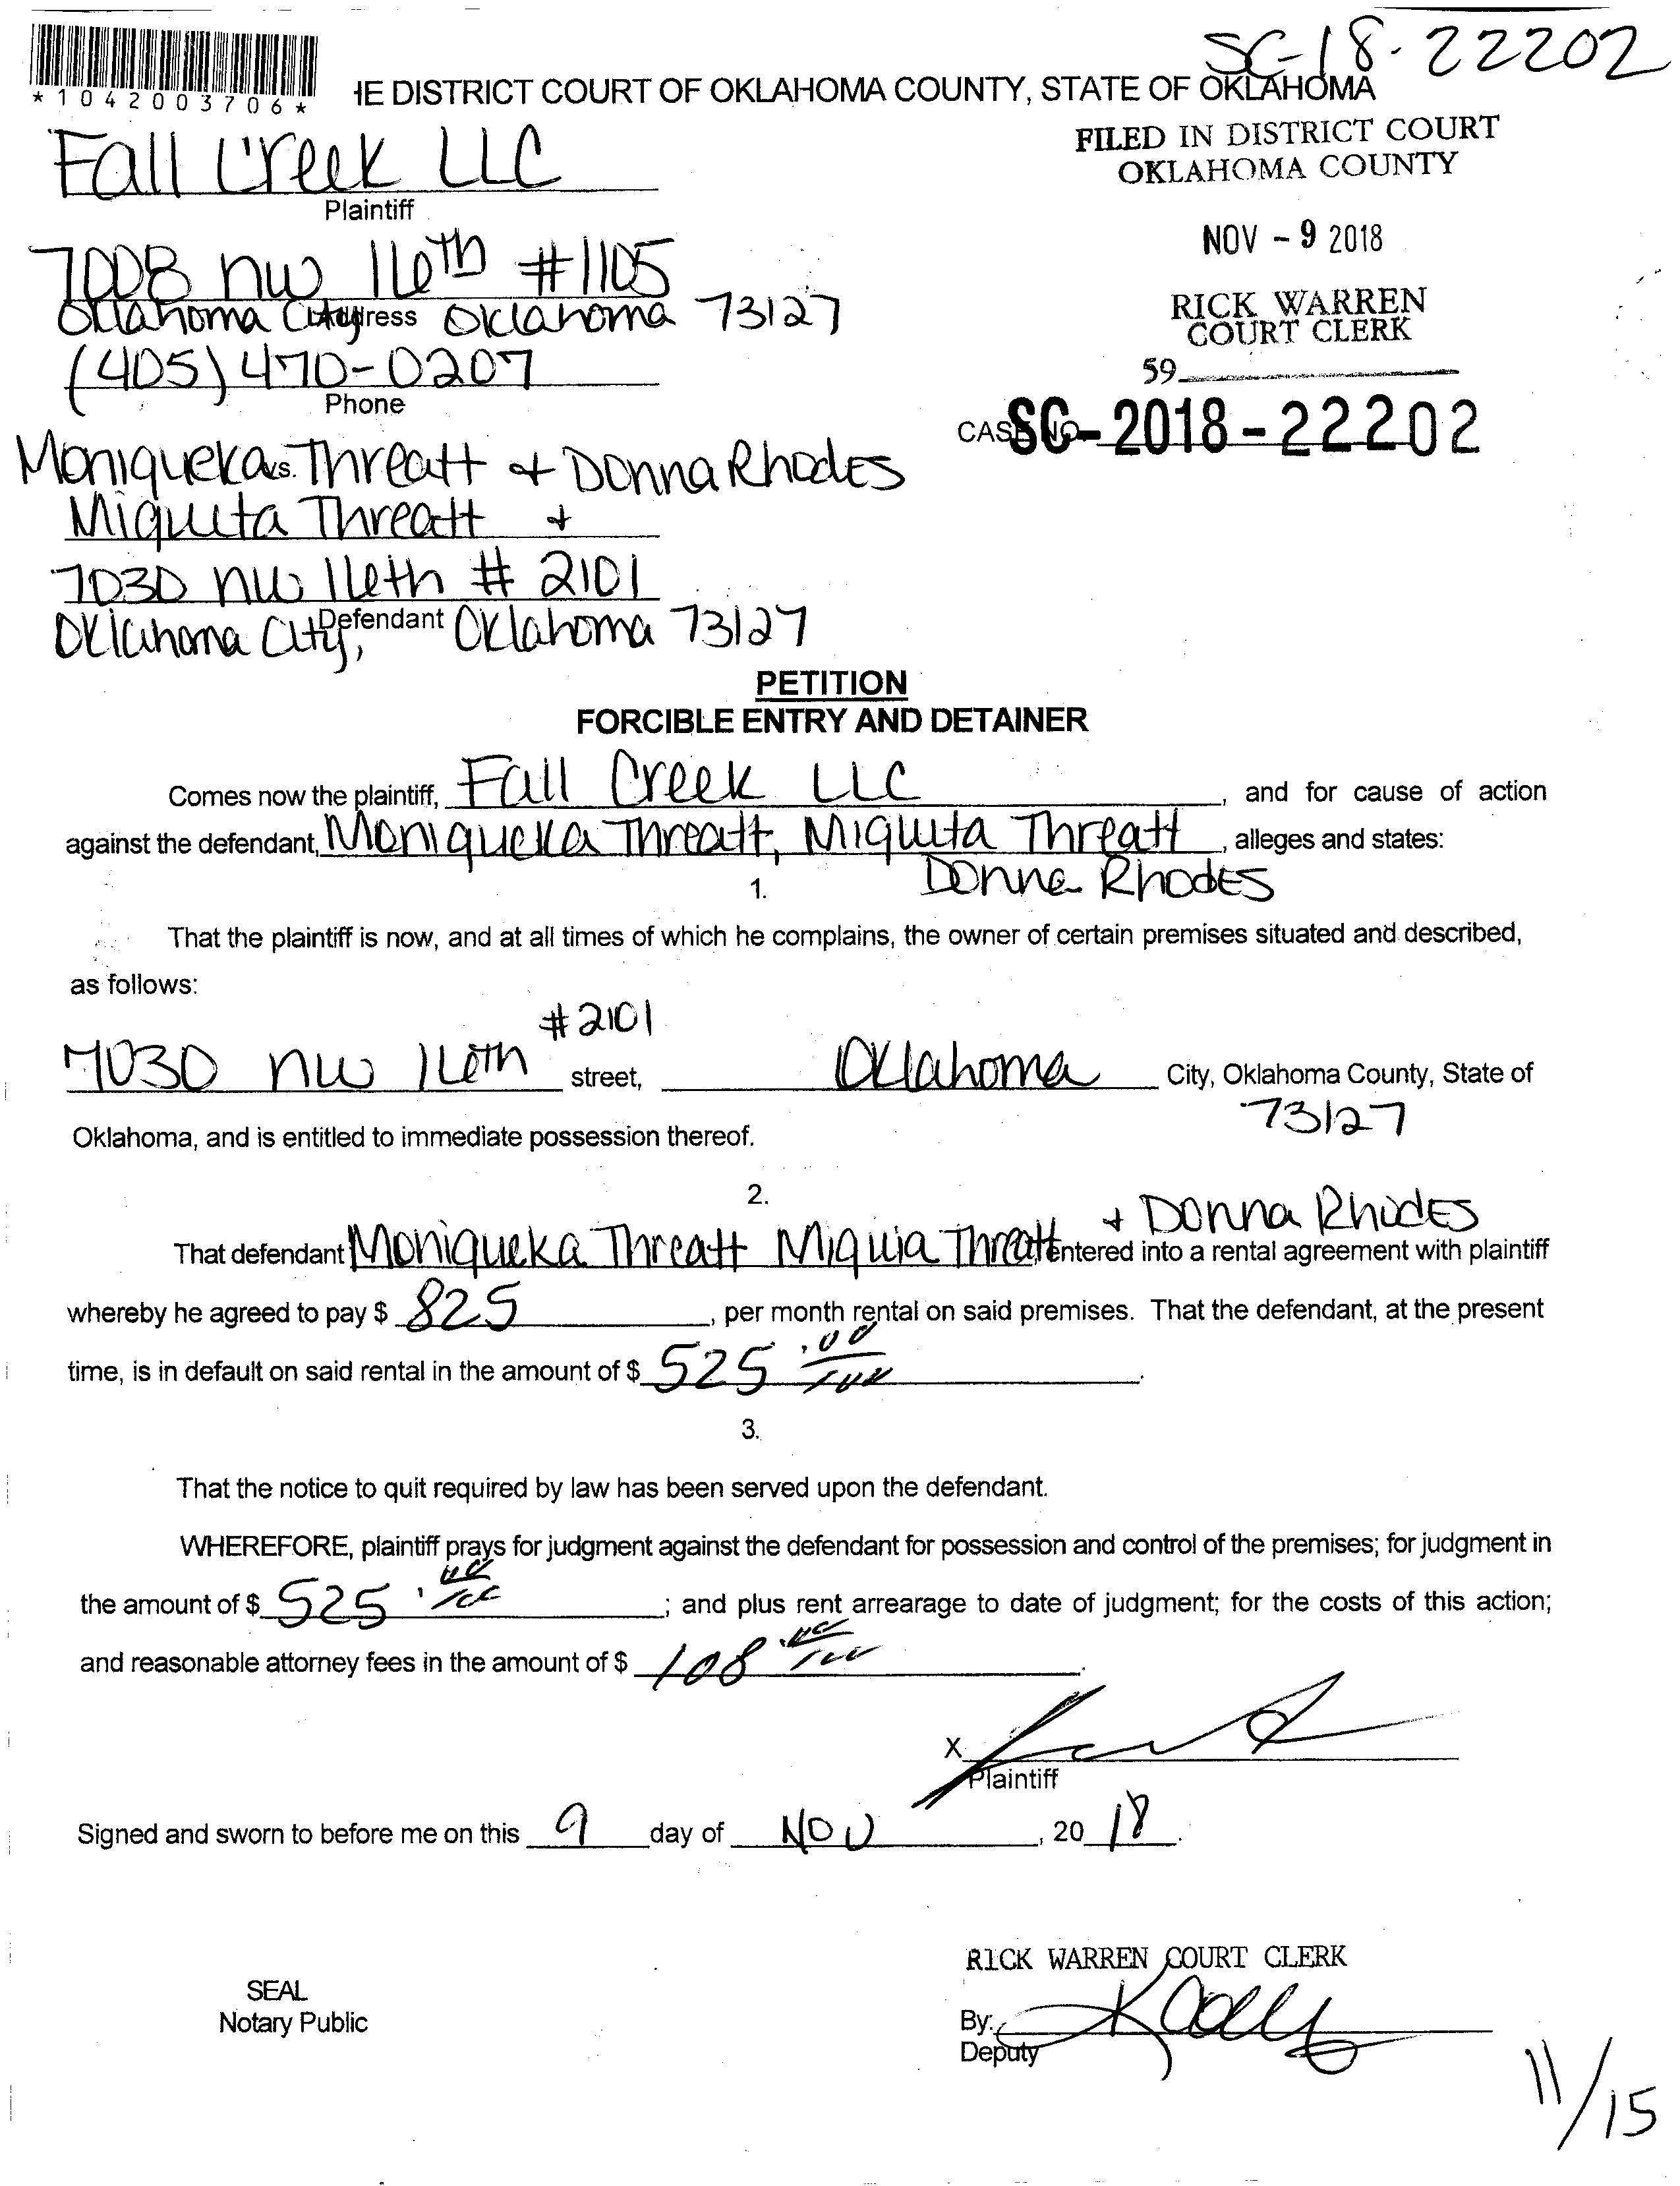 SC-18-22202
*1042003706*
HE DISTRICT COURT OF OKLAHOMA COUNTY, STATE OF OKLAHOMA
FILED IN DISTRICT COURT
OKLAHOMA COUNTY
Fall Creek LLC
Plaintiff
NOV - 9 2018
7008 NW 16th #1105
Address
Oklahoma City Oklahoma 73127
RICK WARREN
COURT CLERK
(405) 470-0207
Phone
59
CASE NO. SC-2018-22202
Moniqueka Threatt + Donna Rhodes
vs.
Miquita Threatt +
7030 NW 16th # 2101
Defendant
Oklahoma City, Oklahoma 73127
PETITION
FORCIBLE ENTRY AND DETAINER
Comes now the plaintiff, Fall Creek LLC, and for cause of action
against the defendant, Moniqueka Threatt, Miquita Threatt, alleges and states:
Donna Rhodes
1.
That the plaintiff is now, and at all times of which he complains, the owner of certain premises situated and described,
as follows:
#2101
7030 NW 16th street, Oklahoma City, Oklahoma County, State of
73127
Oklahoma, and is entitled to immediate possession thereof.
2.
+ Donna Rhodes
That defendant Moniqueka Threatt Miquia Threatt, entered into a rental agreement with plaintiff
whereby he agreed to pay $ 825, per month rental on said premises. That the defendant, at the present
time, is in default on said rental in the amount of $ 525.00/100.
3.
That the notice to quit required by law has been served upon the defendant.
WHEREFORE, plaintiff prays for judgment against the defendant for possession and control of the premises; for judgment in
the amount of $ 525.00/100; and plus rent arrearage to date of judgment; for the costs of this action;
and reasonable attorney fees in the amount of $ 108.00/100.
X
Plaintiff
Signed and sworn to before me on this 9 day of NOV, 20 18.
RICK WARREN COURT CLERK
SEAL
Notary Public
By:
Deputy
11/15